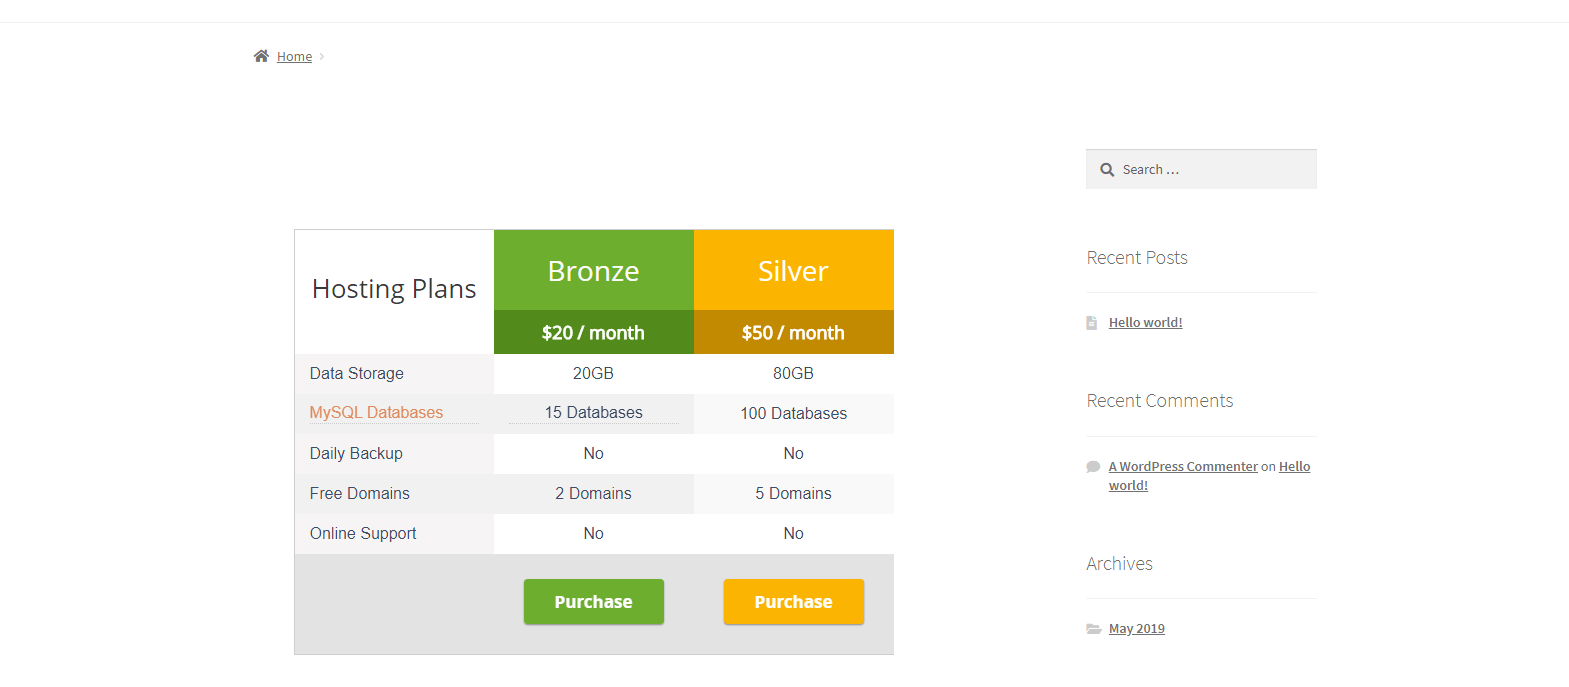 Home
Search …
Hosting Plans
Bronze
Silver
$20 / month
$50 / month
Data Storage
20GB
80GB
MySQL Databases
15 Databases
100 Databases
Daily Backup
No
No
Free Domains
2 Domains
5 Domains
Online Support
No
No
Purchase
Purchase
Recent Posts
Hello world!
Recent Comments
A WordPress Commenter on Hello
world!
Archives
May 2019